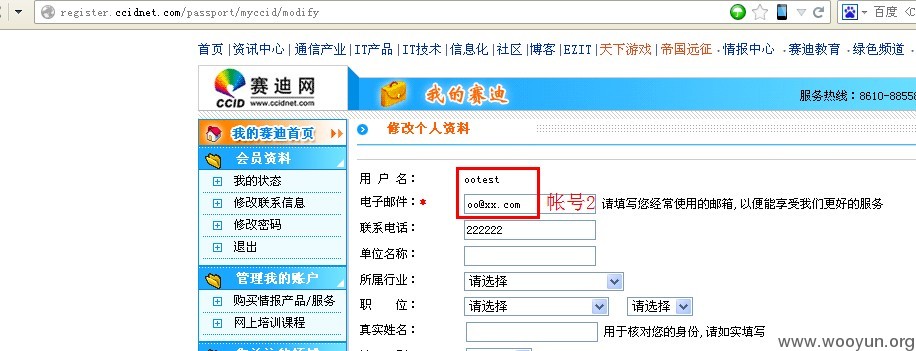 register.ccidnet.com/passport/myccid/modify
百度
首页 | 资讯中心 | 通信产业 | IT产品 | IT技术 | 信息化 | 社区 | 博客 | EZIT | 天下游戏 | 帝国远征 · 情报中心 · 赛迪教育 · 绿色频道 ·
赛迪网
CCID www.ccidnet.com
我的赛迪
服务热线：8610-88558
我的赛迪首页
修改个人资料
会员资料
我的状态
修改联系信息
修改密码
退出
管理我的账户
购买情报产品/服务
网上培训课程
用 户 名： ootest
电子邮件：* oo@xx.com 帐号2 请填写您经常使用的邮箱,以便能享受我们更好的服务
联系电话： 222222
单位名称：
所属行业： 请选择
职 位： 请选择 请选择
真实姓名： 用于核对您的身份,请如实填写
www.wooyun.org